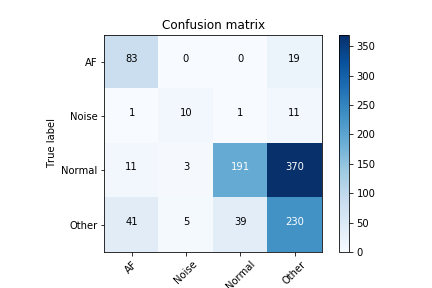 Confusion matrix
True label
AF 83 0 0 19
Noise 1 10 1 11
Normal 11 3 191 370
Other 41 5 39 230
AF Noise Normal Other
350
300
250
200
150
100
50
0